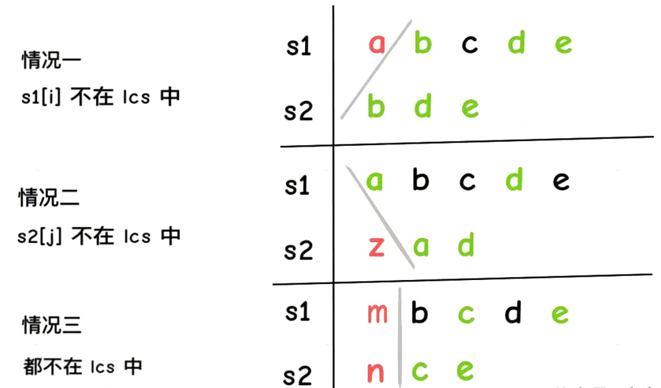 s1 a b c d e
情况一
s1[i] 不在 lcs 中
s2 b d e
s1 a b c d e
情况二
s2[j] 不在 lcs 中
s2 z a d
s1 m b c d e
情况三
都不在 lcs 中
s2 n c e